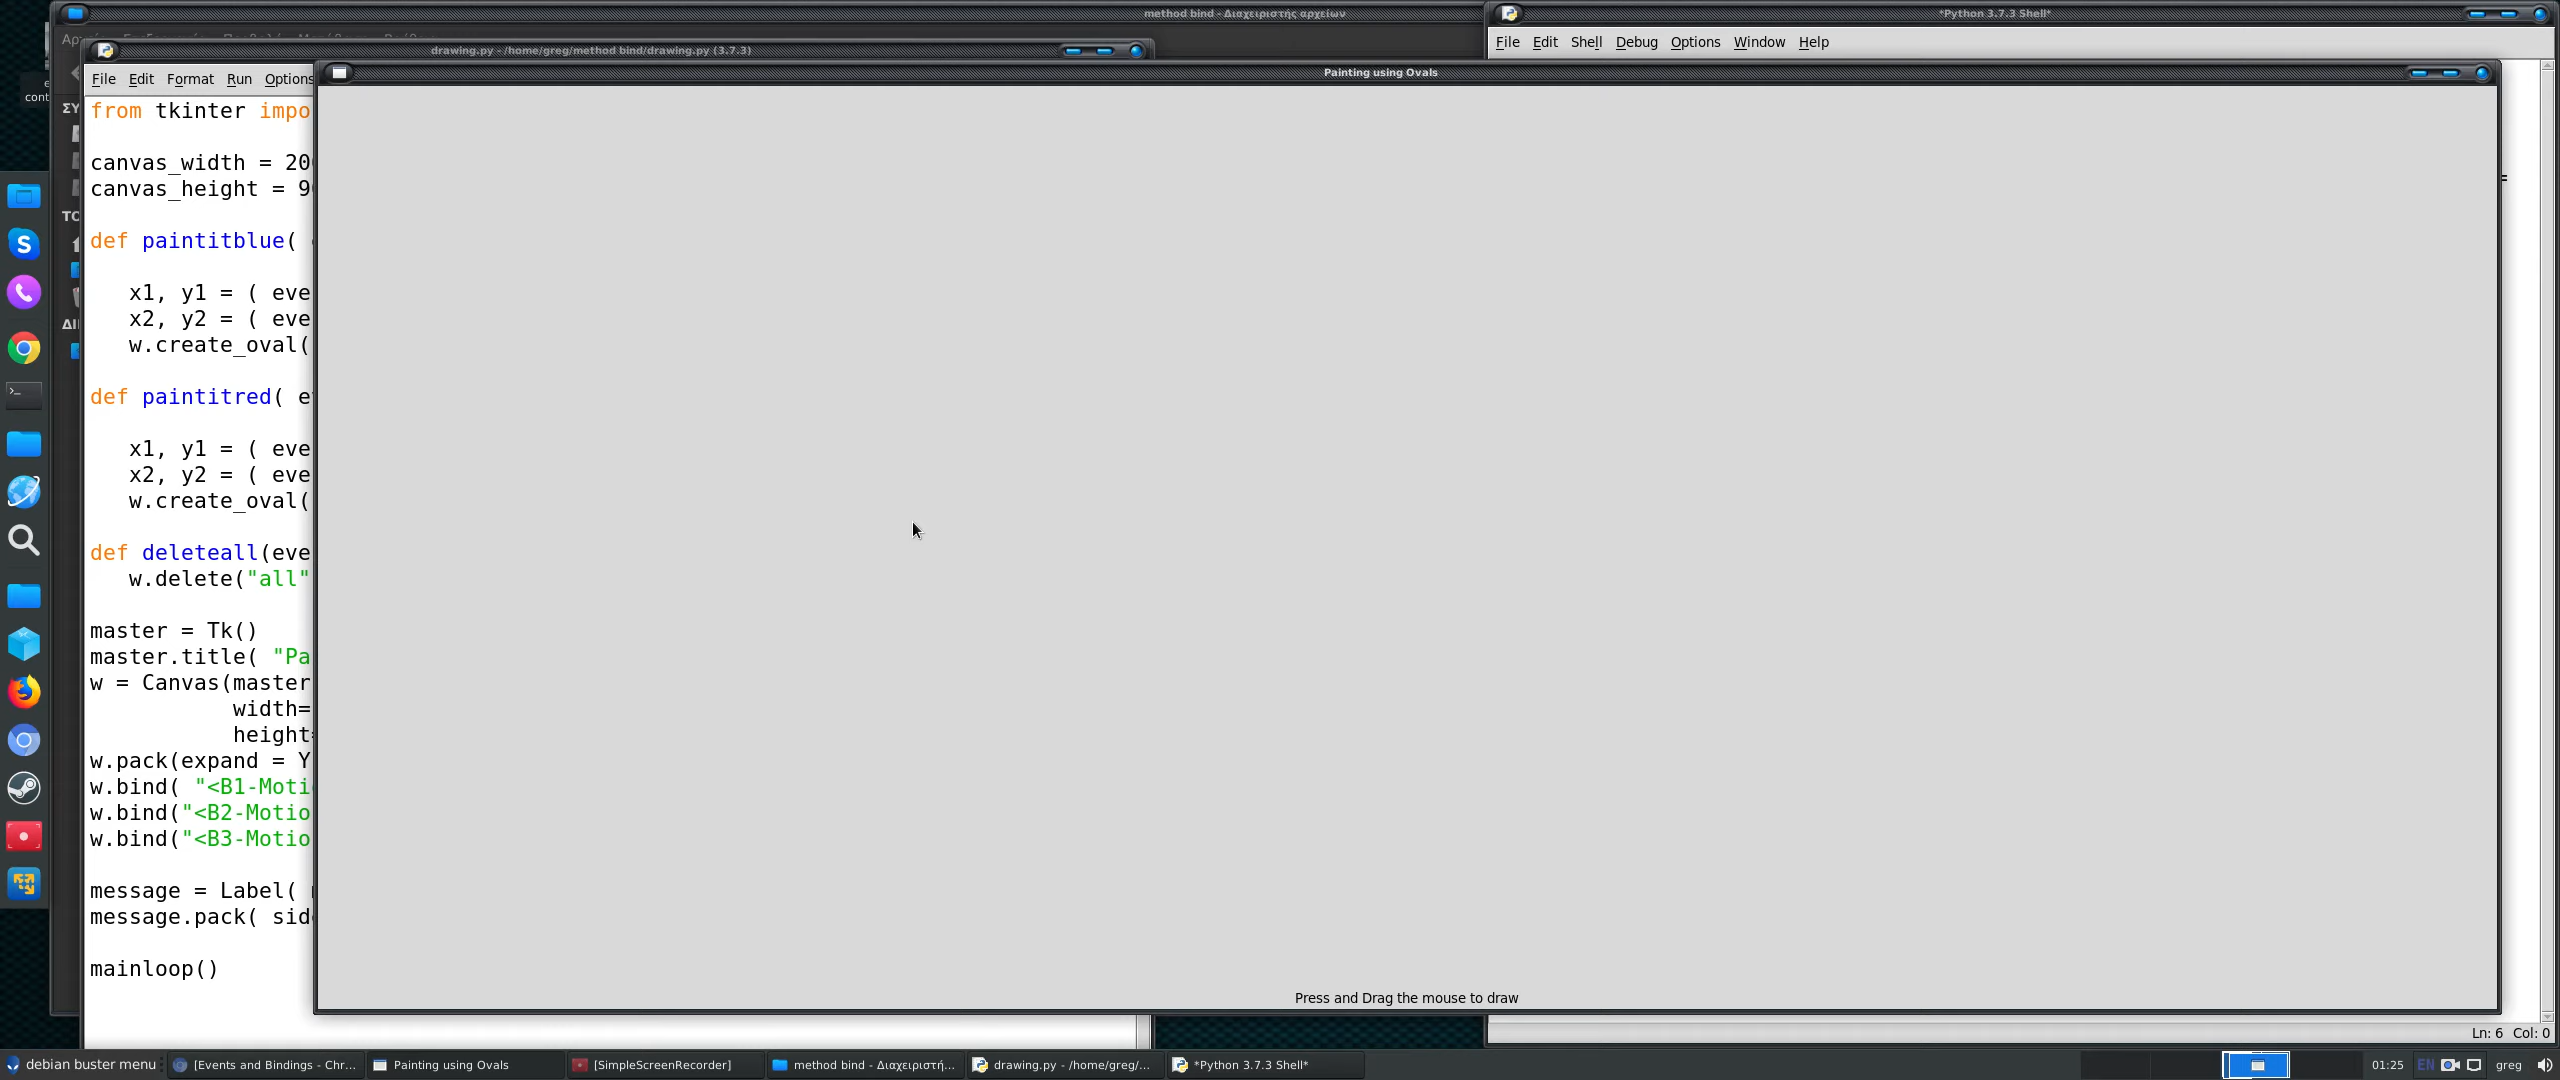 method bind - Διαχειριστής αρχείων
*Python 3.7.3 Shell*
File Edit Shell Debug Options Window Help
drawing.py - /home/greg/method bind/drawing.py (3.7.3)
File Edit Format Run Options
Painting using Ovals
cont
ΣΥ
ΤΟ
from tkinter impo
canvas_width = 20
canvas_height = 9
def paintitblue(
x1, y1 = ( eve
x2, y2 = ( eve
w.create_oval(
def paintitred( e
x1, y1 = ( eve
x2, y2 = ( eve
w.create_oval(
def deleteall(eve
w.delete("all"
master = Tk()
master.title( "Pa
w = Canvas(master
width=
height=
w.pack(expand = Y
w.bind( "<B1-Moti
w.bind("<B2-Motio
w.bind("<B3-Motio
message = Label(
message.pack( sid
mainloop()
Press and Drag the mouse to draw
Ln: 6 Col: 0
debian buster menu
[Events and Bindings - Chr...
Painting using Ovals
[SimpleScreenRecorder]
method bind - Διαχειριστή...
drawing.py - /home/greg/...
*Python 3.7.3 Shell*
01:25
EN
greg